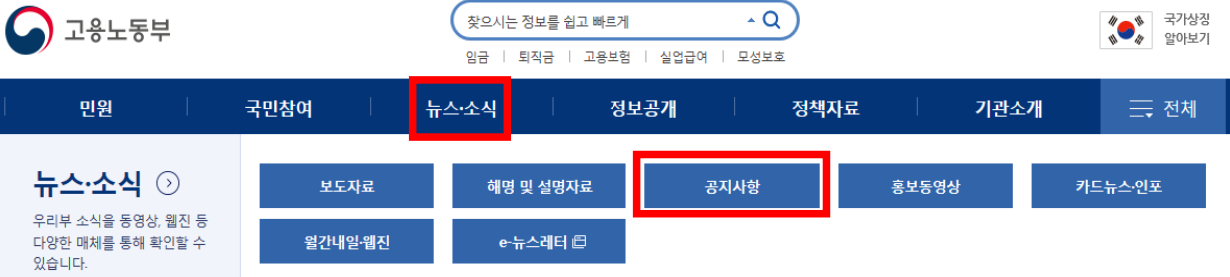 고용노동부
찾으시는 정보를 쉽고 빠르게
임금 | 퇴직금 | 고용보험 | 실업급여 | 모성보호
국가상징
알아보기
민원 국민참여 뉴스·소식 정보공개 정책자료 기관소개 전체
뉴스·소식
우리부 소식을 동영상, 웹진 등
다양한 매체를 통해 확인할 수
있습니다.
보도자료 해명 및 설명자료 공지사항 홍보동영상 카드뉴스·인포
월간내일·웹진 e-뉴스레터